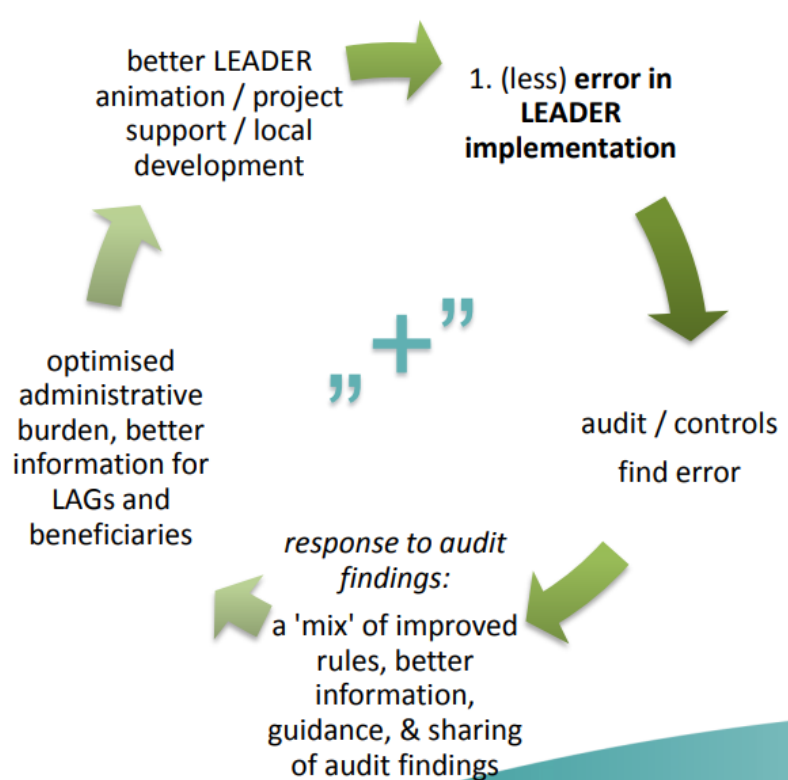 1. (less) error in
LEADER
implementation
audit / controls
find error
response to audit
findings:
a 'mix' of improved
rules, better
information,
guidance, & sharing
of audit findings
optimised
administrative
burden, better
information for
LAGs and
beneficiaries
better LEADER
animation / project
support / local
development
„+”